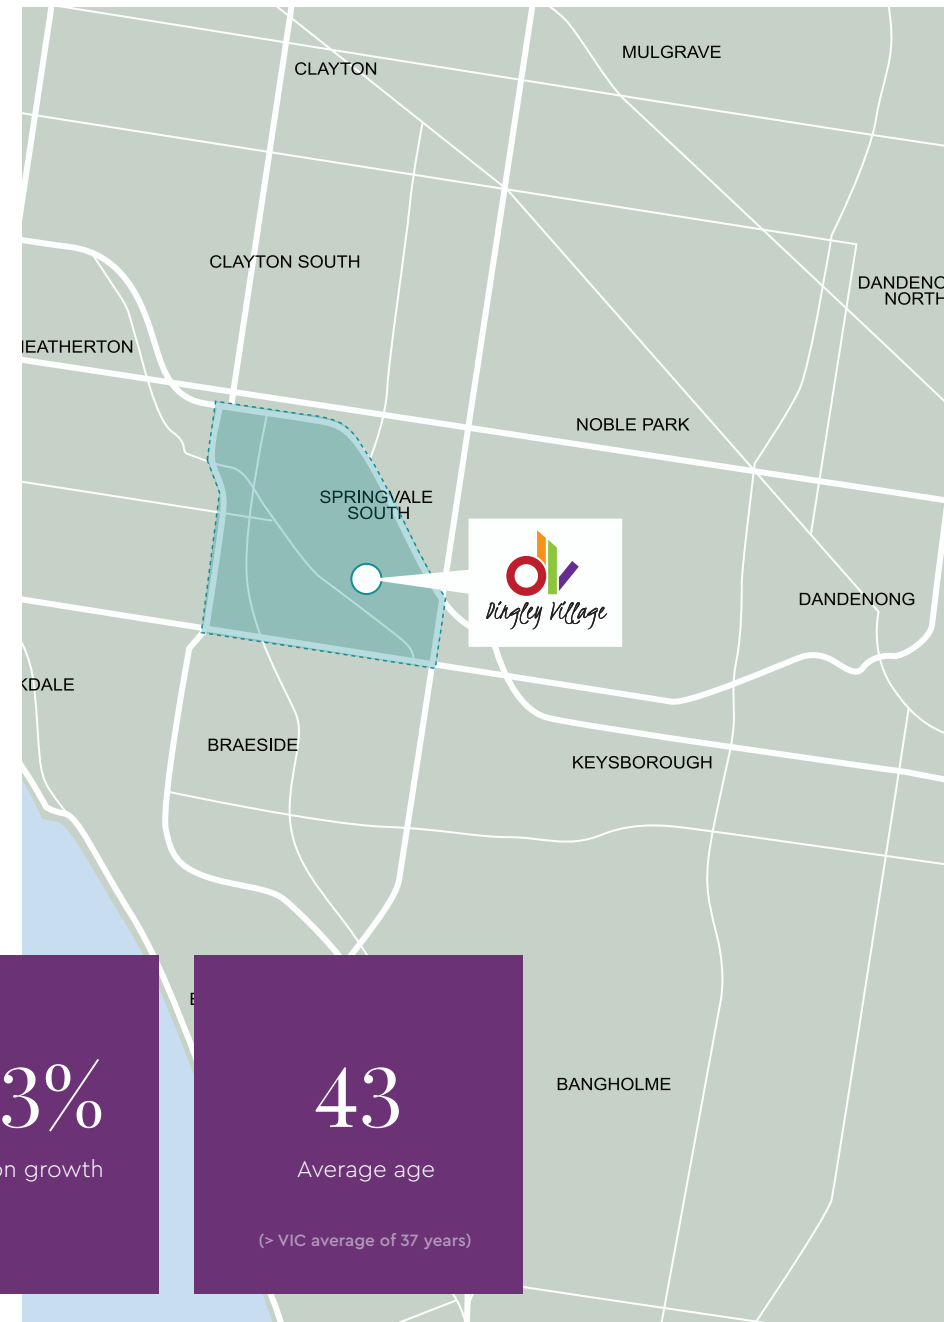 MULGRAVE
CLAYTON
CLAYTON SOUTH
DANDENO
NORTH
EATHERTON
NOBLE PARK
SPRINGVALE
SOUTH
Dingley Village
DANDENONG
KDALE
BRAESIDE
KEYSBOROUGH
BANGHOLME
3%
on growth
43
Average age
(> VIC average of 37 years)